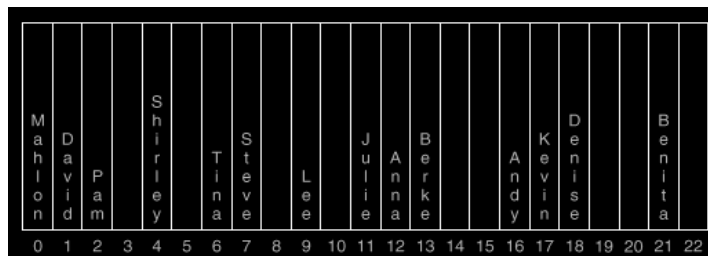 Mahlon
David
Pam
Shirley
Tina
Steve
Lee
Julie
Anna
Berke
Andy
Kevin
Denise
Benita
0 1 2 3 4 5 6 7 8 9 10 11 12 13 14 15 16 17 18 19 20 21 22